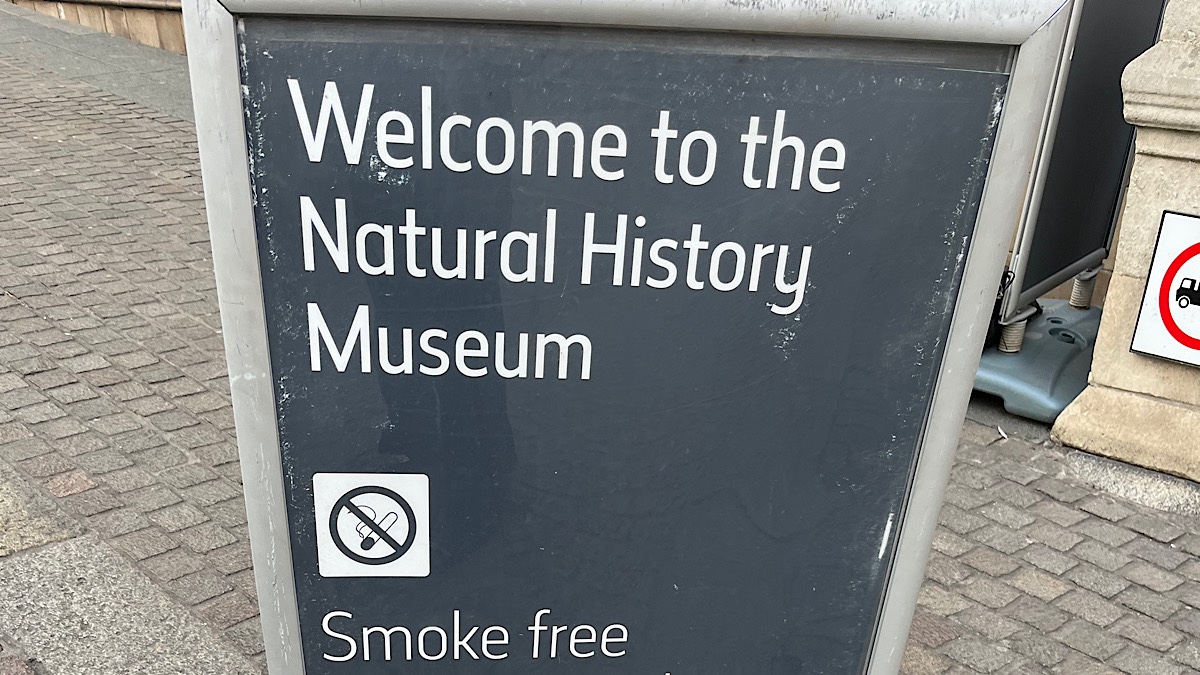 Welcome to the
Natural History
Museum
Smoke free